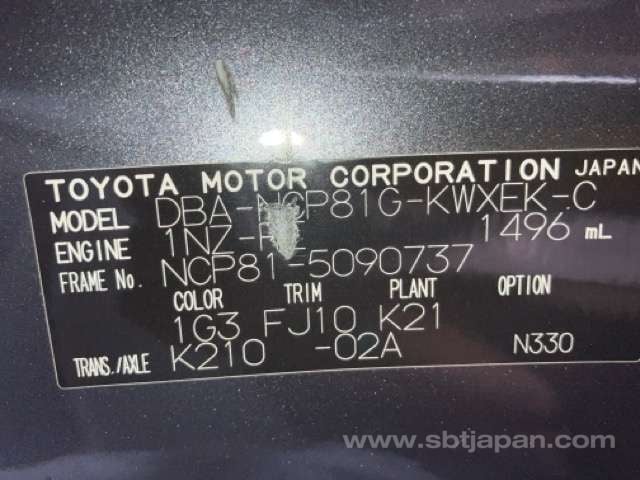 TOYOTA MOTOR CORPORATION JAPAN
MODEL DBA-NCP81G-KWXEK-C
ENGINE 1496 mL
FRAME No. NCP81-5090737
COLOR TRIM PLANT OPTION
1G3 FJ10 K21
TRANS./AXLE K210 -02A N330
www.sbtjapan.com